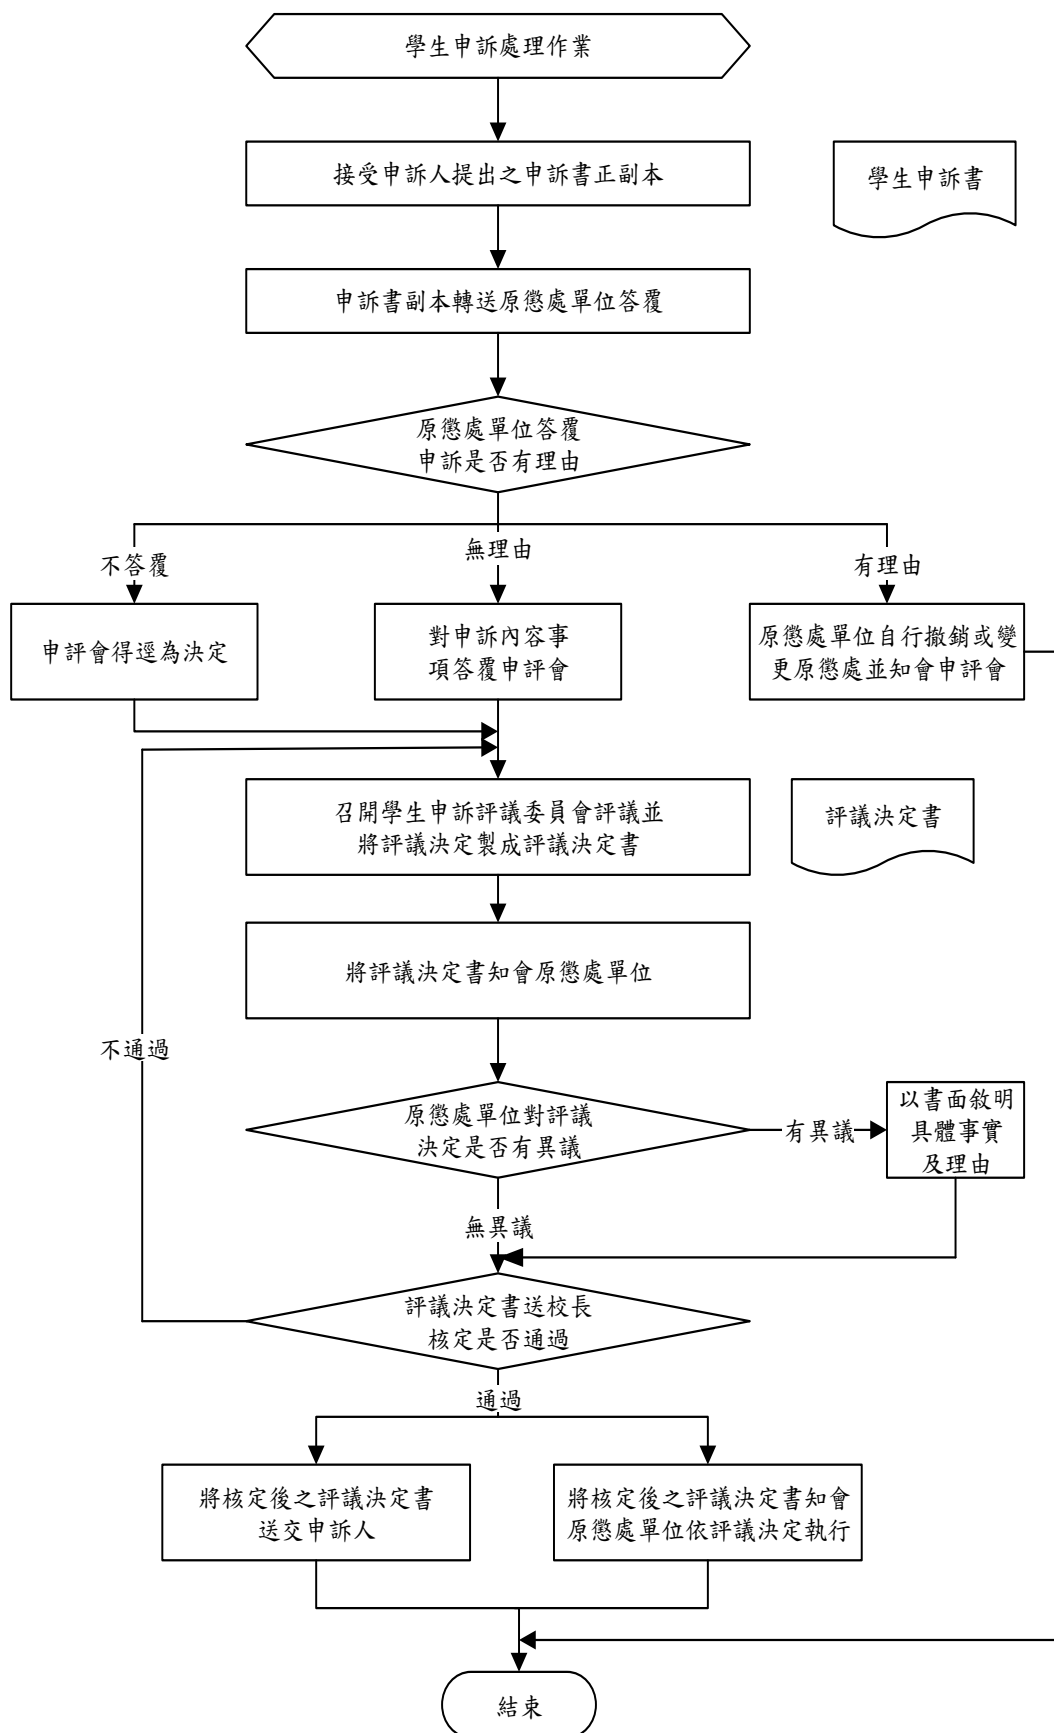 學生申訴處理作業
接受申訴人提出之申訴書正副本
學生申訴書
申訴書副本轉送原懲處單位答覆
原懲處單位答覆
申訴是否有理由
不答覆
無理由
有理由
申評會得逕為決定
對申訴內容事
項答覆申評會
原懲處單位自行撤銷或變
更原懲處並知會申評會
召開學生申訴評議委員會評議並
將評議決定製成評議決定書
評議決定書
將評議決定書知會原懲處單位
不通過
原懲處單位對評議
決定是否有異議
有異議
以書面敘明
具體事實
及理由
無異議
評議決定書送校長
核定是否通過
通過
將核定後之評議決定書
送交申訴人
將核定後之評議決定書知會
原懲處單位依評議決定執行
結束